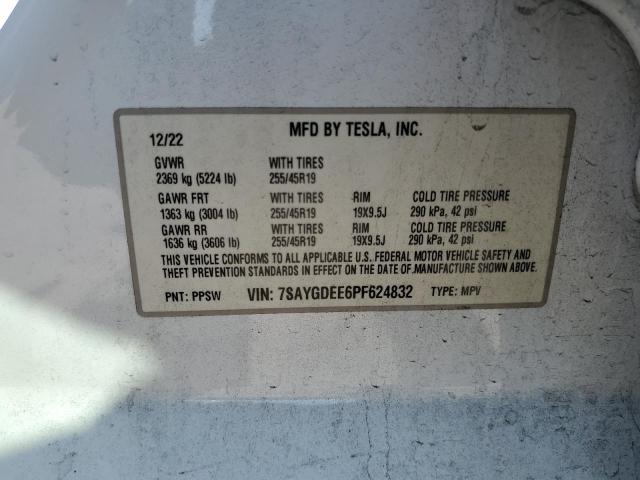 12/22 MFD BY TESLA, INC.
GVWR WITH TIRES
2369 kg (5224 lb) 255/45R19
GAWR FRT WITH TIRES RIM COLD TIRE PRESSURE
1363 kg (3004 lb) 255/45R19 19X9.5J 290 kPa, 42 psi
GAWR RR WITH TIRES RIM COLD TIRE PRESSURE
1636 kg (3606 lb) 255/45R19 19X9.5J 290 kPa, 42 psi
THIS VEHICLE CONFORMS TO ALL APPLICABLE U.S. FEDERAL MOTOR VEHICLE SAFETY AND
THEFT PREVENTION STANDARDS IN EFFECT ON THE DATE OF MANUFACTURE SHOWN ABOVE.
PNT: PPSW VIN: 7SAYGDEE6PF624832 TYPE: MPV